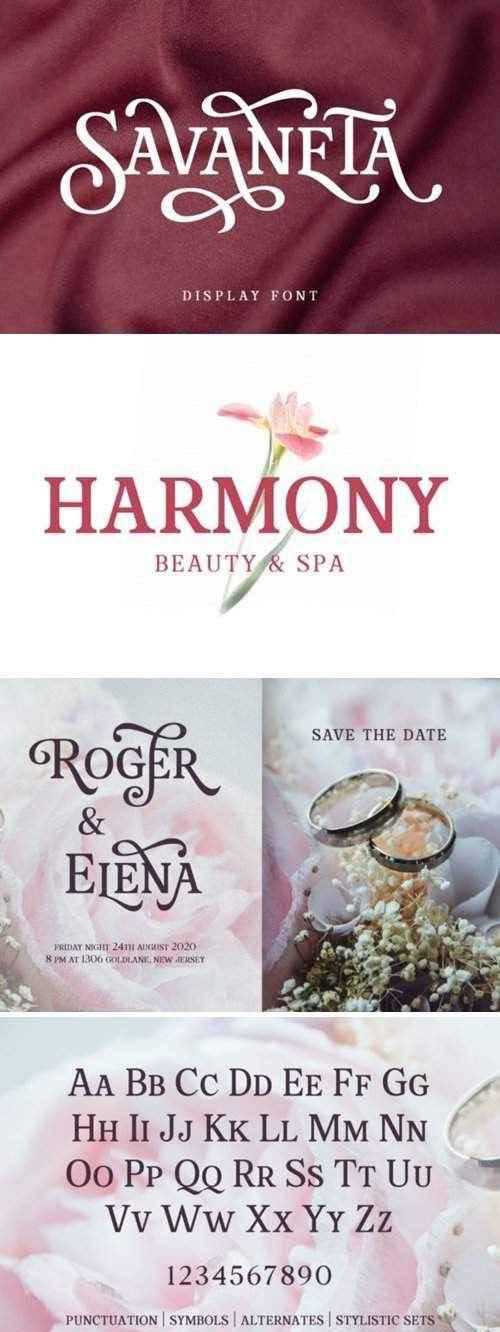 SAVANETA
DISPLAY FONT
HARMONY
BEAUTY & SPA
ROGER
&
ELENA
FRIDAY NIGHT 24TH AUGUST 2020
8 PM AT 1306 GOLDLANE, NEW JERSEY
SAVE THE DATE
Aa Bb Cc Dd Ee Ff Gg
Hh Ii Jj Kk Ll Mm Nn
Oo Pp Qq Rr Ss Tt Uu
Vv Ww Xx Yy Zz
1234567890
PUNCTUATION | SYMBOLS | ALTERNATES | STYLISTIC SETS